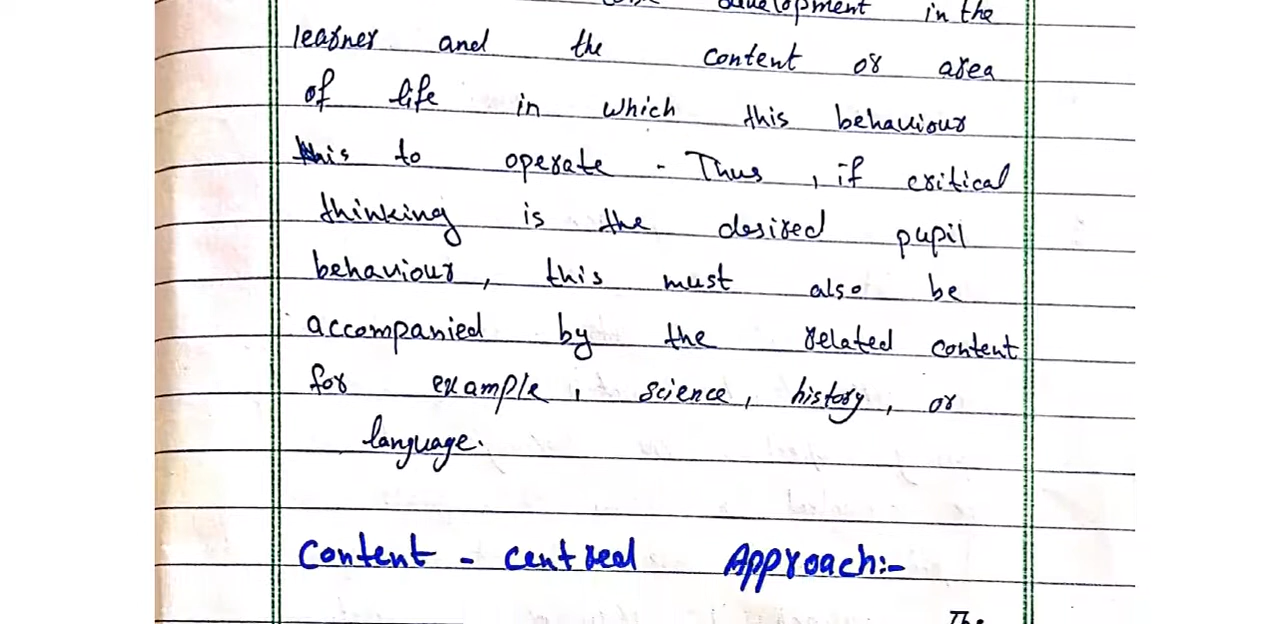 development in the
learner and the content or area
of life in which this behaviour
this to operate - Thus , if critical
thinking is the desired pupil
behaviour, this must also be
accompanied by the related content
for example , science, history, or
language.
Content - centred Approach:-